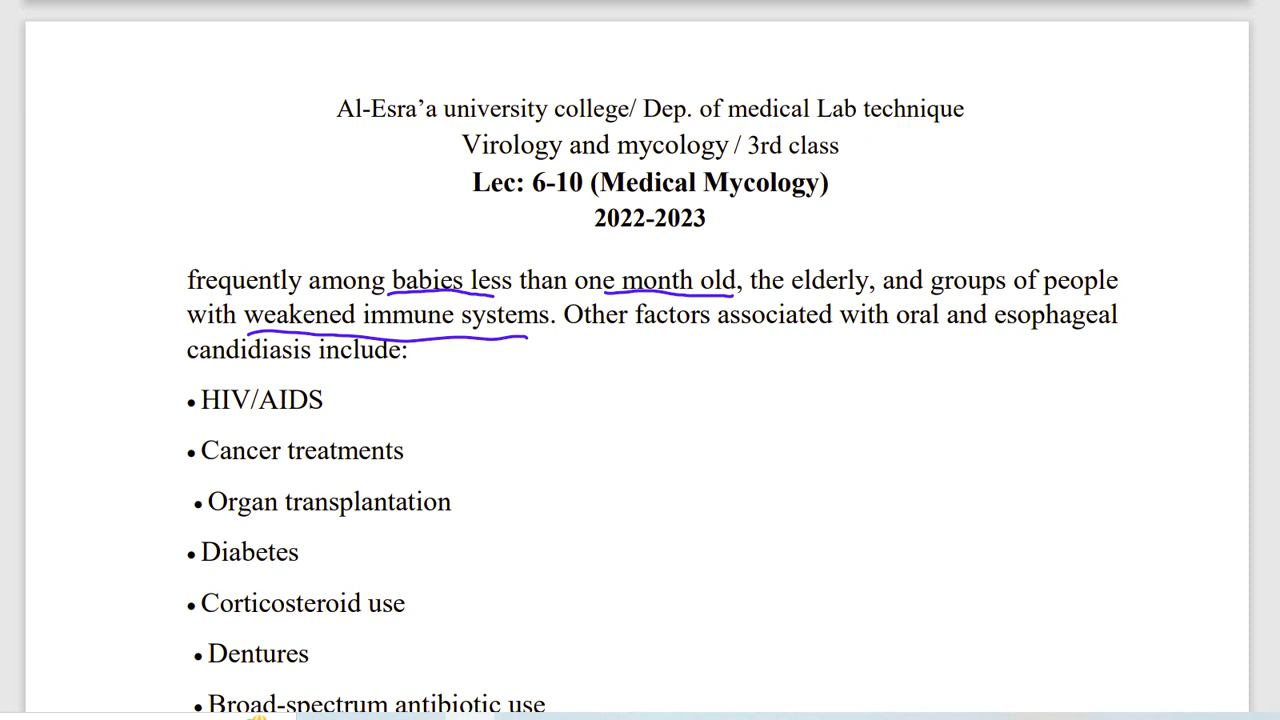 Al-Esra’a university college/ Dep. of medical Lab technique
Virology and mycology / 3rd class
Lec: 6-10 (Medical Mycology)
2022-2023
frequently among babies less than one month old, the elderly, and groups of people
with weakened immune systems. Other factors associated with oral and esophageal
candidiasis include:
• HIV/AIDS
• Cancer treatments
• Organ transplantation
• Diabetes
• Corticosteroid use
• Dentures
• Broad-spectrum antibiotic use